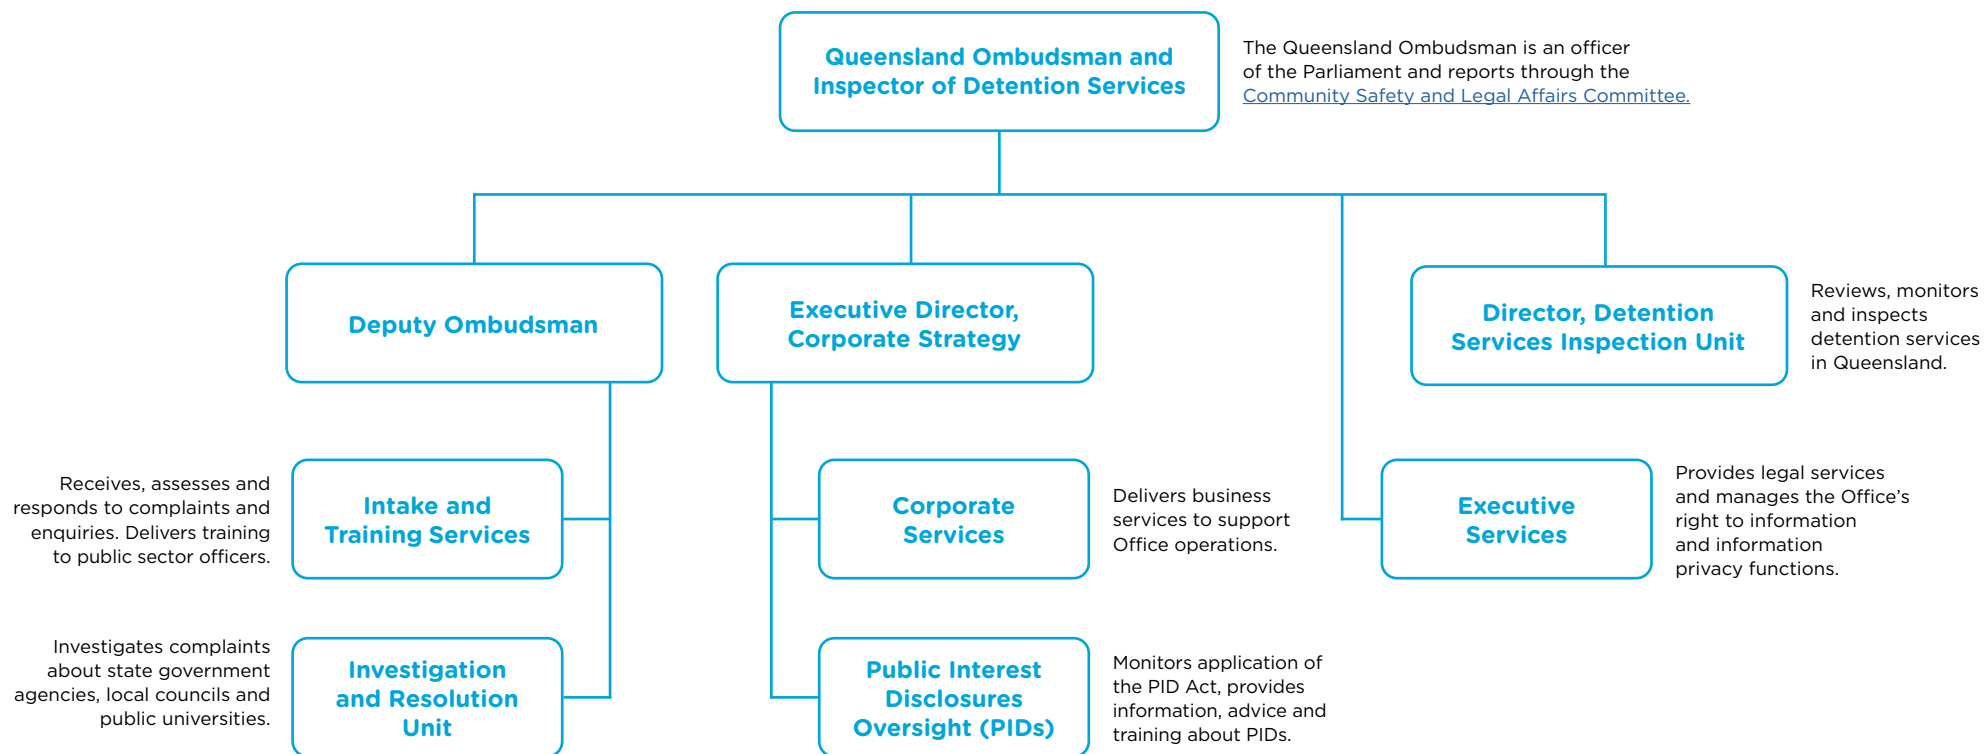 Queensland Ombudsman and
Inspector of Detention Services
The Queensland Ombudsman is an officer
of the Parliament and reports through the
Community Safety and Legal Affairs Committee.
Deputy Ombudsman
Executive Director,
Corporate Strategy
Director, Detention
Services Inspection Unit
Reviews, monitors
and inspects
detention services
in Queensland.
Receives, assesses and
responds to complaints and
enquiries. Delivers training
to public sector officers.
Intake and
Training Services
Corporate
Services
Delivers business
services to support
Office operations.
Executive
Services
Provides legal services
and manages the Office’s
right to information
and information
privacy functions.
Investigates complaints
about state government
agencies, local councils and
public universities.
Investigation
and Resolution
Unit
Public Interest
Disclosures
Oversight (PIDs)
Monitors application of
the PID Act, provides
information, advice and
training about PIDs.